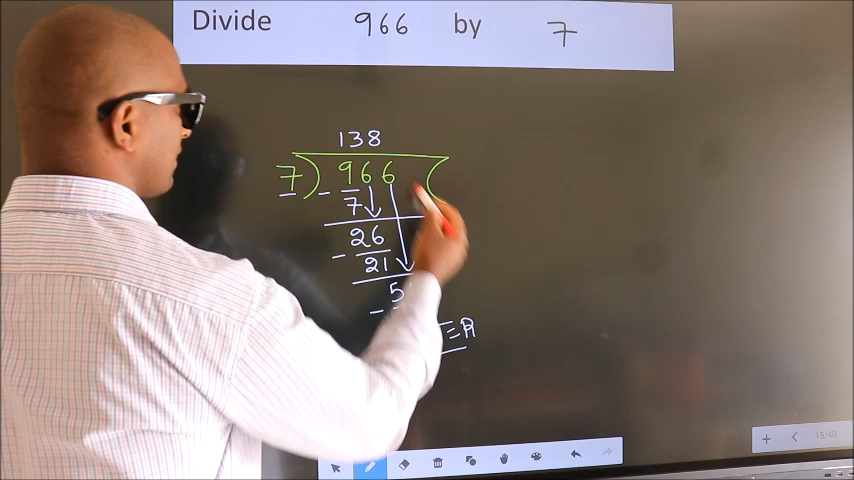 Divide 966 by 7
138
7) 966 (
- 7
26
- 21
5
-
= R
15/40